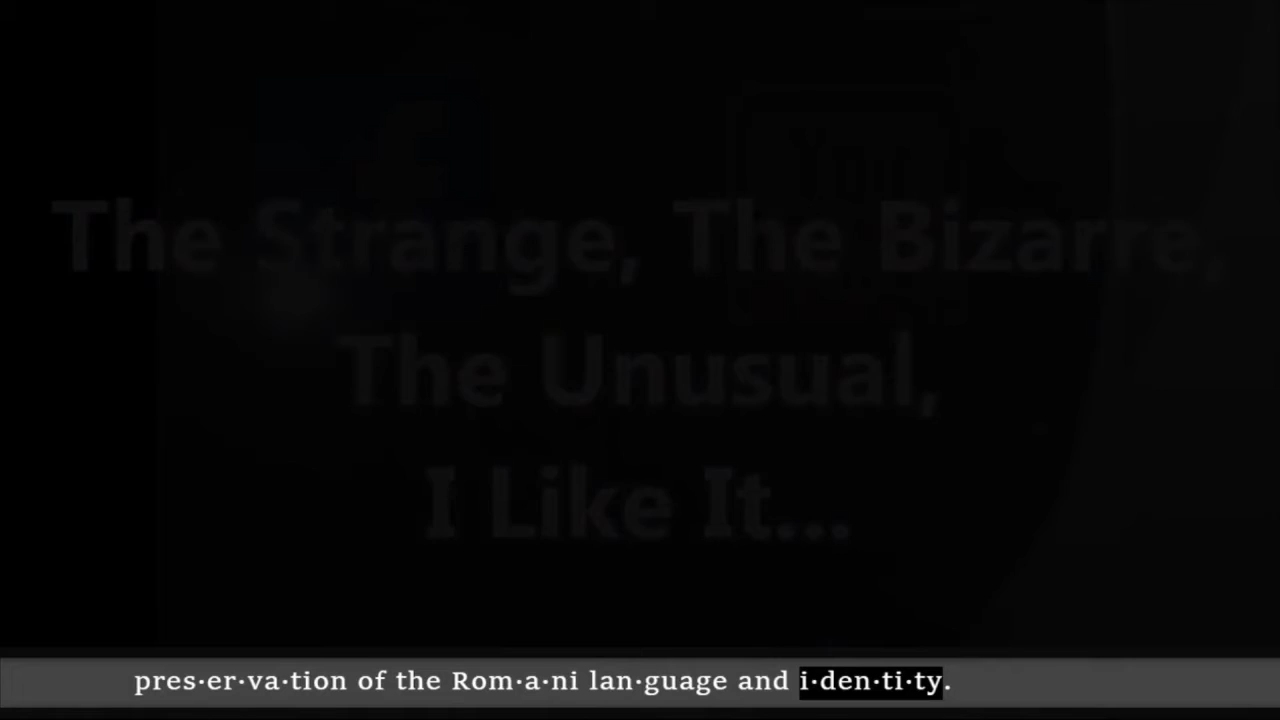 The Strange, The Bizarre,
The Unusual,
I Like It...
pres·er·va·tion of the Rom·a·ni lan·guage and i·den·ti·ty.